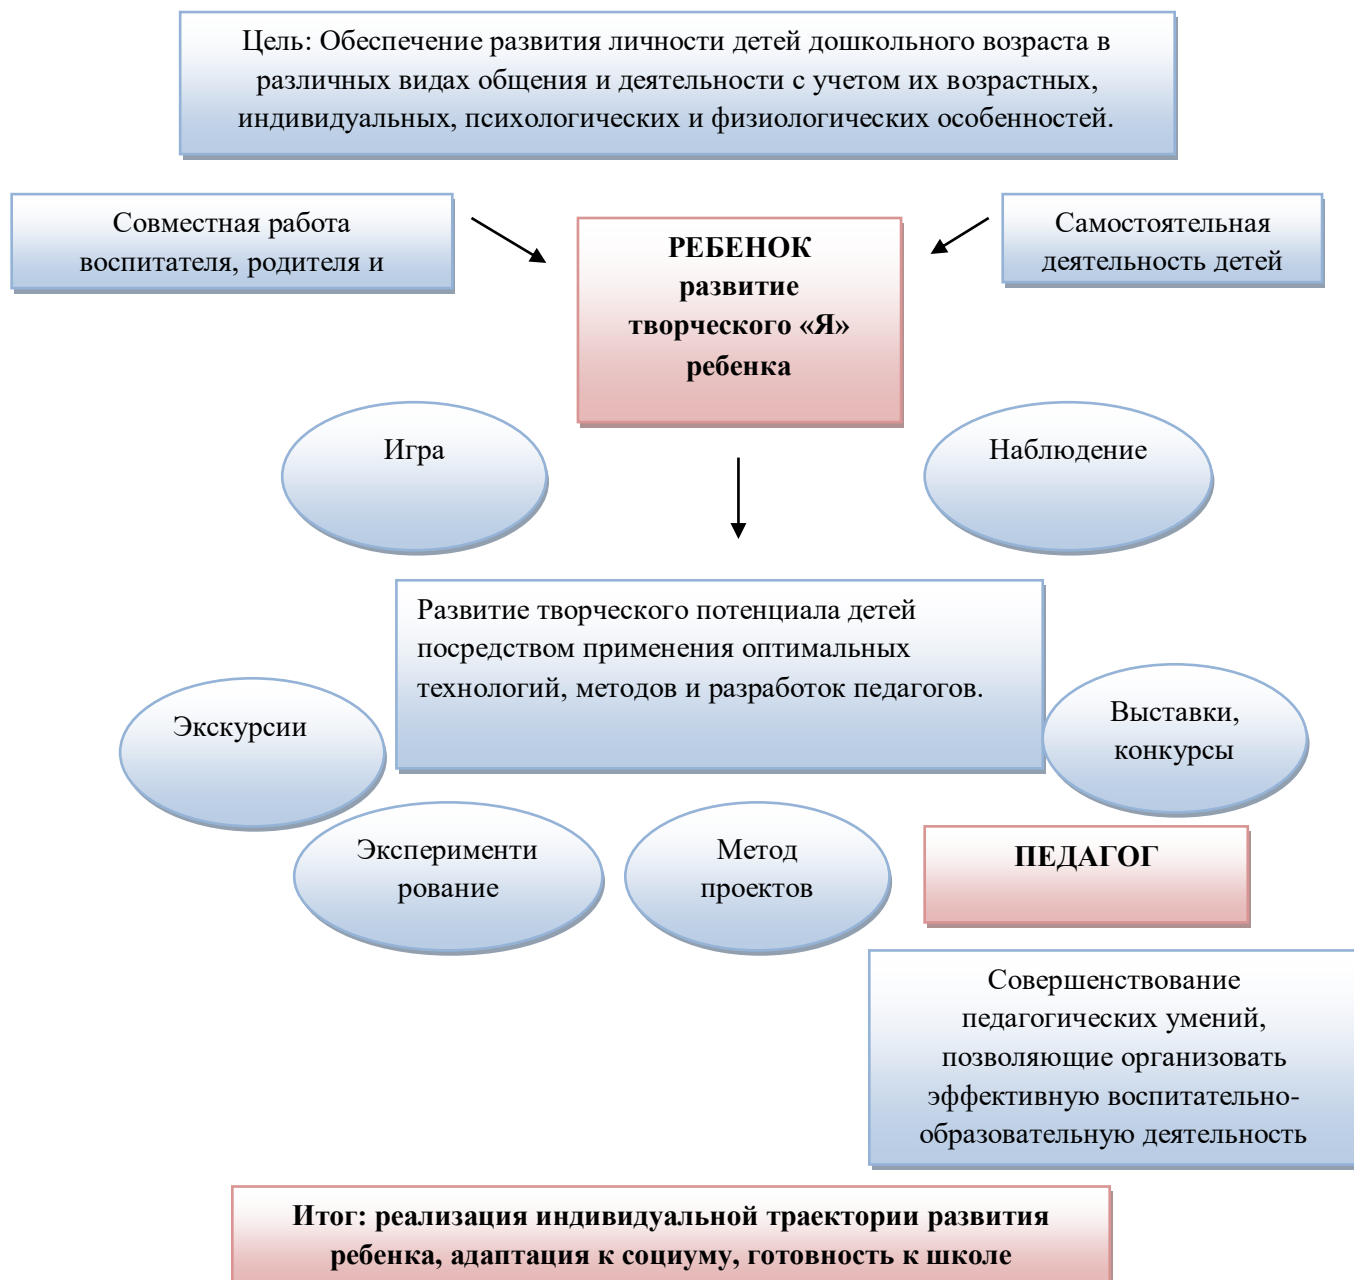 Цель: Обеспечение развития личности детей дошкольного возраста в
различных видах общения и деятельности с учетом их возрастных,
индивидуальных, психологических и физиологических особенностей.
Совместная работа
воспитателя, родителя и
РЕБЕНОК
развитие
творческого «Я»
ребенка
Самостоятельная
деятельность детей
Игра
Наблюдение
Развитие творческого потенциала детей
посредством применения оптимальных
технологий, методов и разработок педагогов.
Экскурсии
Выставки,
конкурсы
Эксперименти
рование
Метод
проектов
ПЕДАГОГ
Совершенствование
педагогических умений,
позволяющие организовать
эффективную воспитательно-
образовательную деятельность
Итог: реализация индивидуальной траектории развития
ребенка, адаптация к социуму, готовность к школе